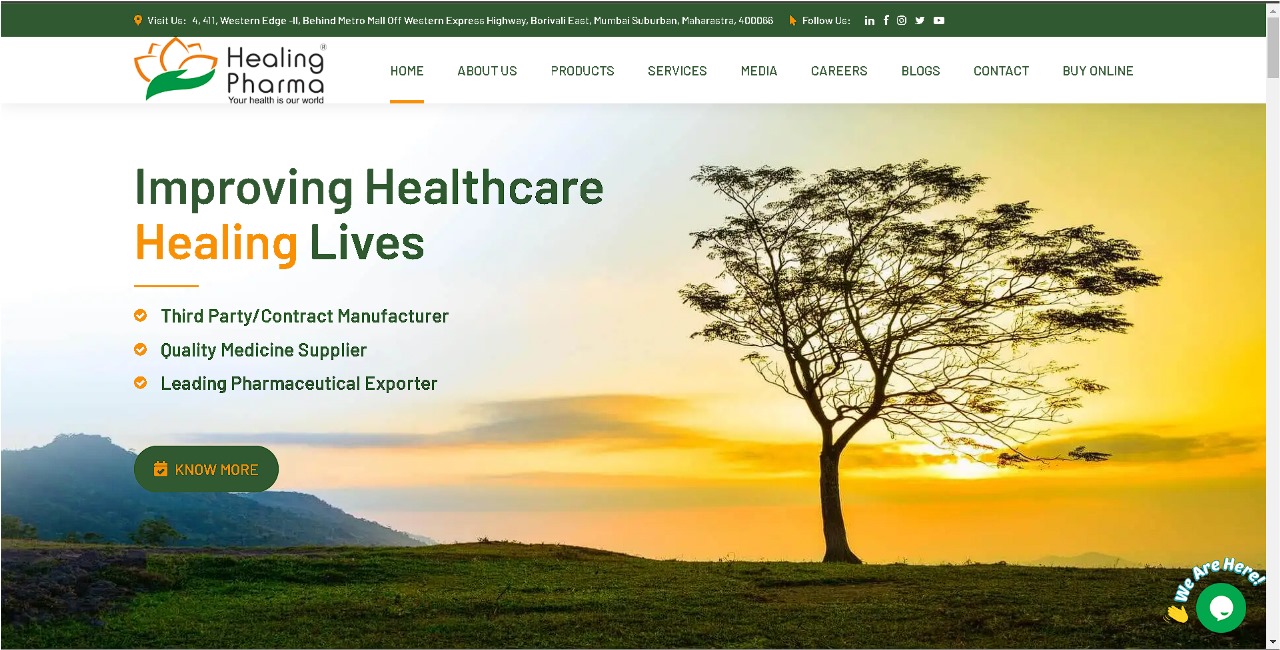 Visit Us: 4, 411, Western Edge -II, Behind Metro Mall Off Western Express Highway, Borivali East, Mumbai Suburban, Maharastra, 400066 Follow Us:
Healing®
Pharma
Your health is our world
HOME ABOUT US PRODUCTS SERVICES MEDIA CAREERS BLOGS CONTACT BUY ONLINE
Improving Healthcare
Healing Lives
Third Party/Contract Manufacturer
Quality Medicine Supplier
Leading Pharmaceutical Exporter
KNOW MORE
We Are Here!